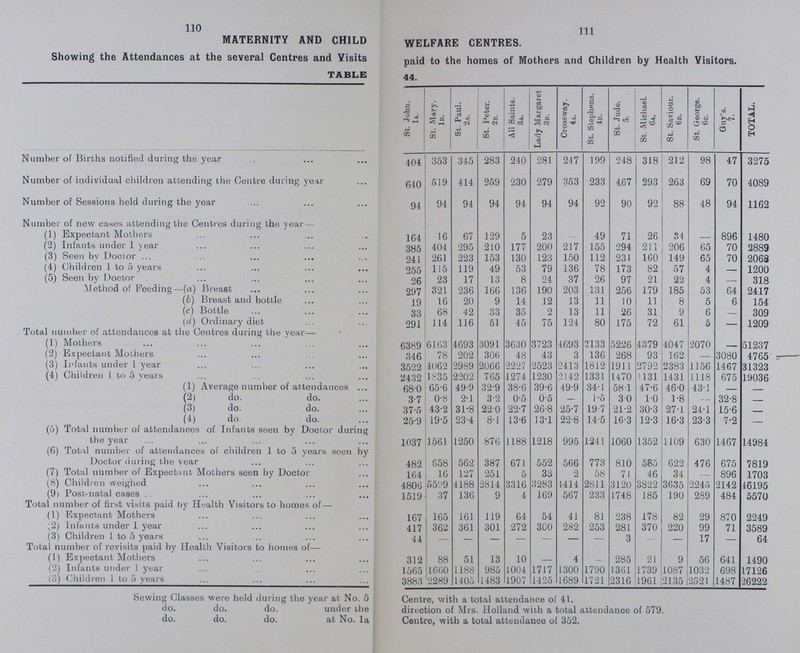 110
MATERNITY AND CHILD
Showing the Attendances at the several Centres and Visits
TABLE
111
WELFARE CENTRES.
paid to the homes of Mothers and Children by Health Visitors.
44.
St. John. 1A. St. Mary. 1B. St. Paul. 2A. St. Peter. 2B. All Saints. 3A. Lady Margaret 3B. Crossway. 4A. St. Stephens. 4B. St. Jude. 5. St. Michael. 6A. St. Saviour. 6B. St. George. 6C. Guy's. 7. TOTAL.
Number of Births notified during the year ... ... 404 353 345 283 240 281 247 199 248 318 212 98 47 3275
Number of individual children attending the Centre during year ... 640 519 414 259 230 279 353 233 467 293 263 69 70 4089
Number of Sessions held during the year ... ... ... 94 94 94 94 94 94 94 92 90 92 88 48 94 1162
Number of new cases attending the Centres during the year—
(1) Expectant Mothers ... ... ... ... 164 16 67 129 5 23 — 49 71 26 34 — 896 1480
(2) Infants under 1 year ... ... ... ... 385 404 295 210 177 200 217 155 294 211 206 65 70 2889
(3) Seen by Doctor ... ... ... ... ... 241 261 223 153 130 123 150 112 231 160 149 65 70 2068
(4) Children 1 to 5 years ... ... ... ... 255 115 119 49 53 79 136 78 173 82 57 4 — 1200
(5) Seen by Doctor ... ... ... ... 26 23 17 13 8 24 37 26 97 21 22 4 — 318
Method of Feeding—(a) Breast ... ... ... ... 297 321 236 166 136 190 203 131 256 179 185 53 64 2417
(b) Breast and bottle ... ... ... 19 16 20 9 14 12 13 11 10 11 8 5 6 154
(c) Bottle ... ... ... ... 33 68 42 33 35 2 13 11 26 31 9 6 — 309
(d) Ordinary diet ... ... ... 291 114 116 51 45 75 124 80 175 72 61 5 — 1209
Total number of attendances at the Centres during the year—
(1) Mothers ... ... ... ... ... 6389 6163 4693 3091 3630 3723 4693 2133 5226 4379 4047 2070 — 51237
(2) Expectant Mothers ... ... ... ... 346 78 202 306 48 43 3 136 268 93 162 — 3080 4765
(3) Infants under 1 year ... ... ... ... 3522 4062 2989 2066 2227 2523 2413 1812 1911 2792 2383 1156 1467 31323
(4) Children 1 to 5 years ... ... ... ... 2432 1835 2202 765 1274 1230 2142 1331 1470 1131 1431 1118 675 19036
(1) Average number of attendances ... 68·0 65·6 49·9 32·9 38·6 39·6 49·9 34·1 58·1 47·6 46·0 43·1 — —
(2) do. do. ... 3·7 0·8 2·1 3·2 0·5 0·5 — 1·5 3·0 1·0 1·8 — 32·8 —
(3) do. do. ... 37·5 43·2 31·8 22·0 22·7 26·8 25·7 19·7 21·2 30·3 27·1 24·1 15·6 —
(4) do. do. ... 25·9 19·5 23·4 8·1 13·6 13·1 22·8 14·5 16·3 12·3 16·3 23·3 7·2 —
(5) Total number of attendances of Infants seen by Doctor during
the year ... ... ... ... ... 1037 1561 1250 876 1188 1218 995 1241 1060 1352 1109 630 1467 14984
(6) Total number of attendances of children 1 to 5 years seen by
Doctor during the year ... ... ... ... 482 658 562 387 671 552 566 773 810 585 622 476 675 7819
(7) Total number of Expectant Mothers seen by Doctor ... 164 16 127 251 5 33 2 58 71 46 34 — 896 1703
(8) Children weighed ... ... ... ... 4806 5529 4188 2814 3316 3283 4414 2811 3120 3822 3635 2245 2142 46195
(9) Post-natal cases . ... ... ... ... 1519 37 136 9 4 169 567 233 1748 185 190 289 484 5570
Total number of first visits paid by Health Visitors to homes of—
(1) Expectant Mothers ... ... ... ... 167 165 161 119 64 54 41 81 238 178 82 29 870 2249
(2) Infants under 1 year ... ... ... ... 417 362 361 301 272 300 282 253 281 370 220 99 71 3589
(3) Children 1 to 5 years ... ... ... ... 44 — — — — — — — 3 — — 17 — 64
Total number of revisits paid by Health Visitors to homes of—
(1) Expectant Mothers ... ... ... ... 312 88 51 13 10 — 4 — 285 21 9 56 641 1490
(2) Infants under 1 year ... ... ... ... 1565 1660 1188 985 1004 1717 1300 1790 1361 1739 1087 1032 698 17126
(3) Children 1 to 5 years ... ... ... ... 3883 2289 1405 1483 1907 1425 1689 1721 2316 1961 2135 2521 1487 26222
Sewing Classes were held during the year at No. 5 Centre, with a total attendance of 41.
do. do. do. under the direction of Mrs. Holland with a total attendance of 579.
do. do. do. at No. 1a Centre, with a total attendance of 352.